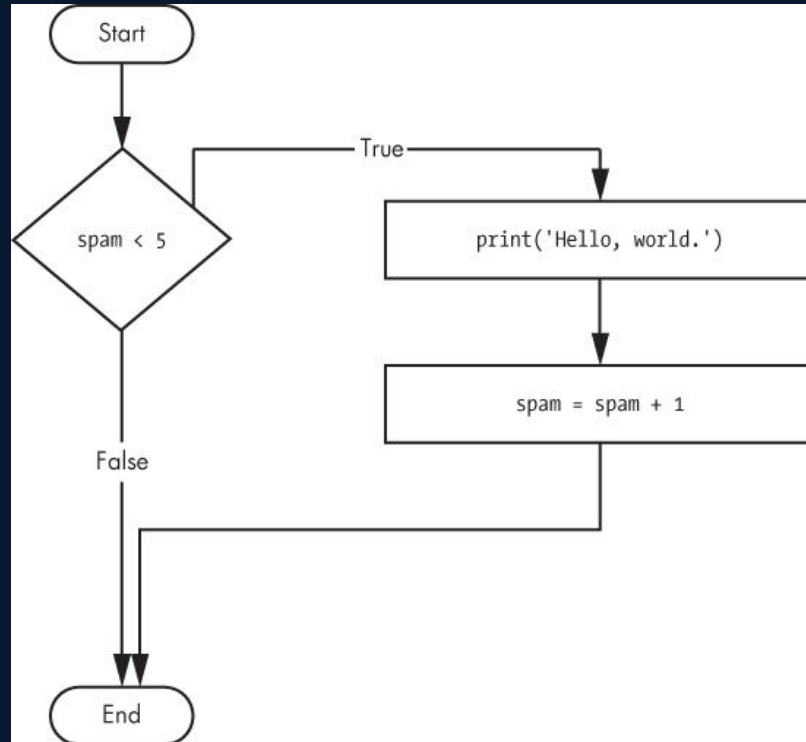 Start
True
spam < 5
print('Hello, world.')
spam = spam + 1
False
End